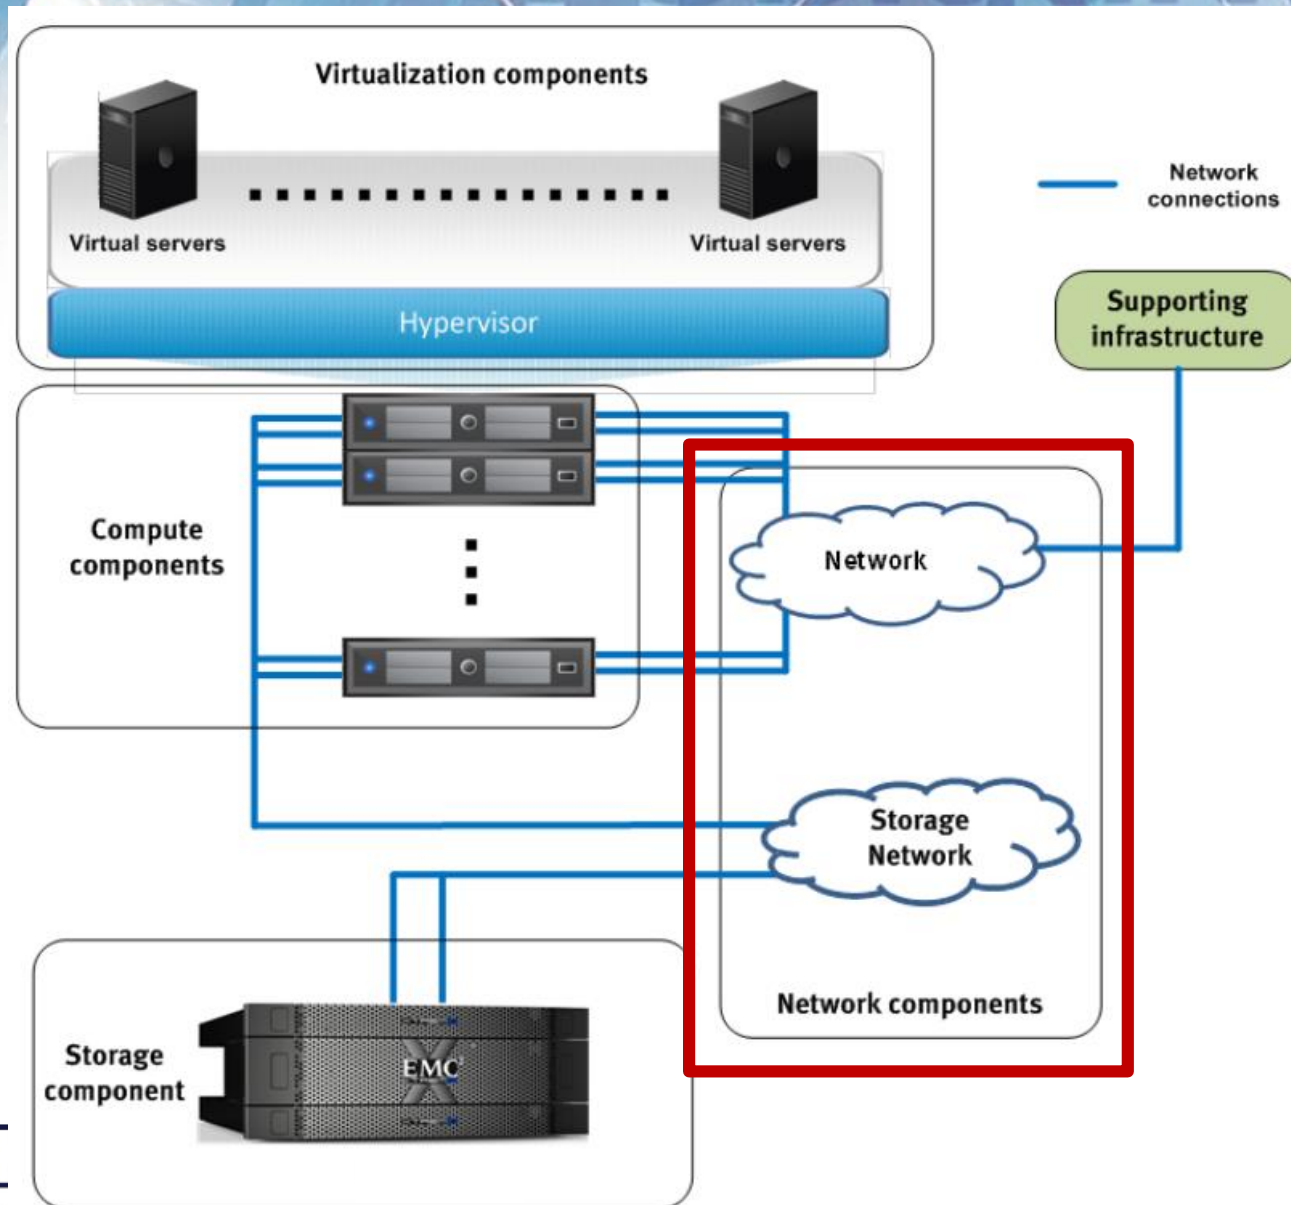 Virtualization components
Virtual servers
Virtual servers
Hypervisor
Network
connections
Supporting
infrastructure
Compute
components
Network
Storage
Network
Network components
Storage
component
EMC²